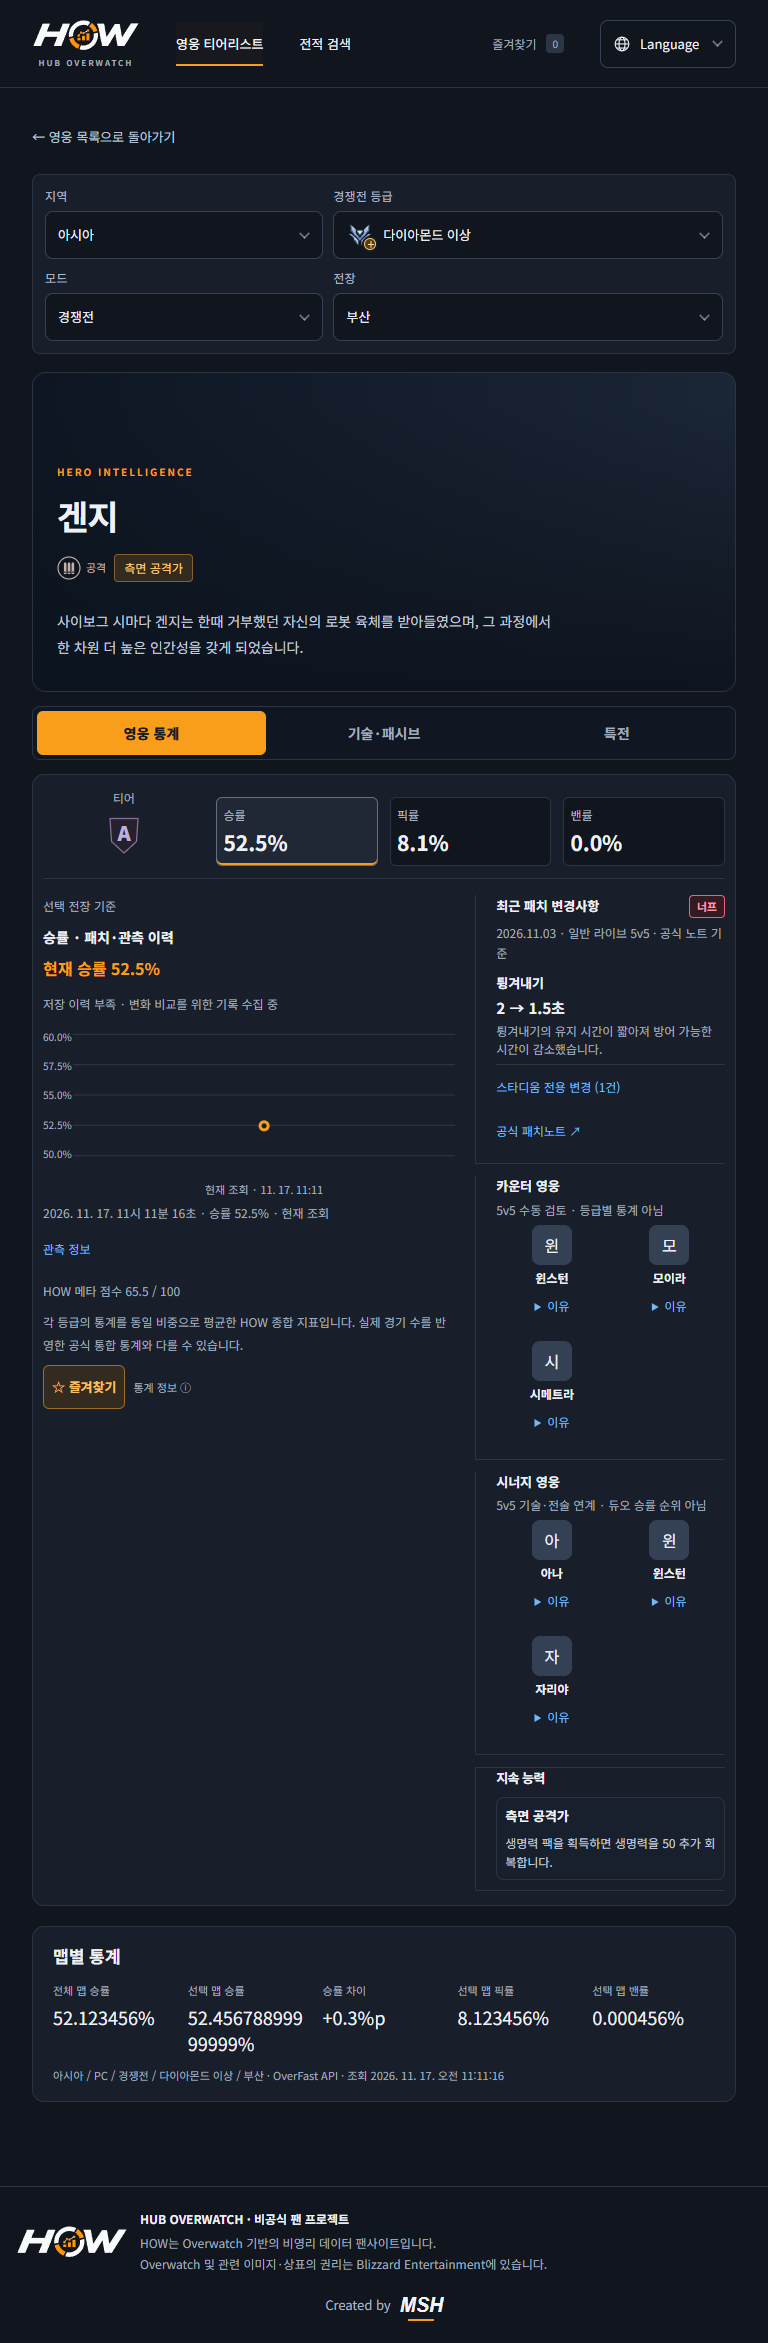 HOW
HUB OVERWATCH
영웅 티어리스트
전적 검색
즐겨찾기 0
Language
← 영웅 목록으로 돌아가기
지역
경쟁전 등급
아시아
다이아몬드 이상
모드
전장
경쟁전
부산
HERO INTELLIGENCE
겐지
공격
측면 공격가
사이보그 시마다 겐지는 한때 거부했던 자신의 로봇 육체를 받아들였으며, 그 과정에서
한 차원 더 높은 인간성을 갖게 되었습니다.
영웅 통계
기술·패시브
특전
티어
A
승률
52.5%
픽률
8.1%
밴률
0.0%
선택 전장 기준
승률 · 패치·관측 이력
현재 승률 52.5%
저장 이력 부족 · 변화 비교를 위한 기록 수집 중
60.0%
57.5%
55.0%
52.5%
50.0%
현재 조회 · 11. 17. 11:11
2026. 11. 17. 11시 11분 16초 · 승률 52.5% · 현재 조회
관측 정보
HOW 메타 점수 65.5 / 100
각 등급의 통계를 동일 비중으로 평균한 HOW 종합 지표입니다. 실제 경기 수를 반
영한 공식 통합 통계와 다를 수 있습니다.
☆ 즐겨찾기
통계 정보 ⓘ
최근 패치 변경사항
너프
2026.11.03 · 일반 라이브 5v5 · 공식 노트 기
준
튕겨내기
2 → 1.5초
튕겨내기의 유지 시간이 짧아져 방어 가능한
시간이 감소했습니다.
스타디움 전용 변경 (1건)
공식 패치노트 ↗
카운터 영웅
5v5 수동 검토 · 등급별 통계 아님
윈
모
윈스턴
모이라
▶ 이유
▶ 이유
시
시메트라
▶ 이유
시너지 영웅
5v5 기술·전술 연계 · 듀오 승률 순위 아님
아
윈
아나
윈스턴
▶ 이유
▶ 이유
자
자리야
▶ 이유
지속 능력
측면 공격가
생명력 팩을 획득하면 생명력을 50 추가 회
복합니다.
맵별 통계
전체 맵 승률
선택 맵 승률
승률 차이
선택 맵 픽률
선택 맵 밴률
52.123456%
52.456788999
99999%
+0.3%p
8.123456%
0.000456%
아시아 / PC / 경쟁전 / 다이아몬드 이상 / 부산 · OverFast API · 조회 2026. 11. 17. 오전 11:11:16
HOW
HUB OVERWATCH · 비공식 팬 프로젝트
HOW는 Overwatch 기반의 비영리 데이터 팬사이트입니다.
Overwatch 및 관련 이미지·상표의 권리는 Blizzard Entertainment에 있습니다.
Created by MSH